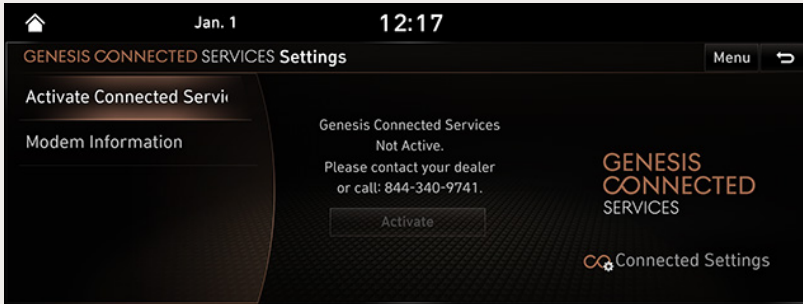 Jan. 1
12:17
GENESIS CONNECTED SERVICES Settings
Menu
Activate Connected Servi
Modem Information
Genesis Connected Services
Not Active.
Please contact your dealer
or call: 844-340-9741.
Activate
GENESIS
CONNECTED
SERVICES
Connected Settings